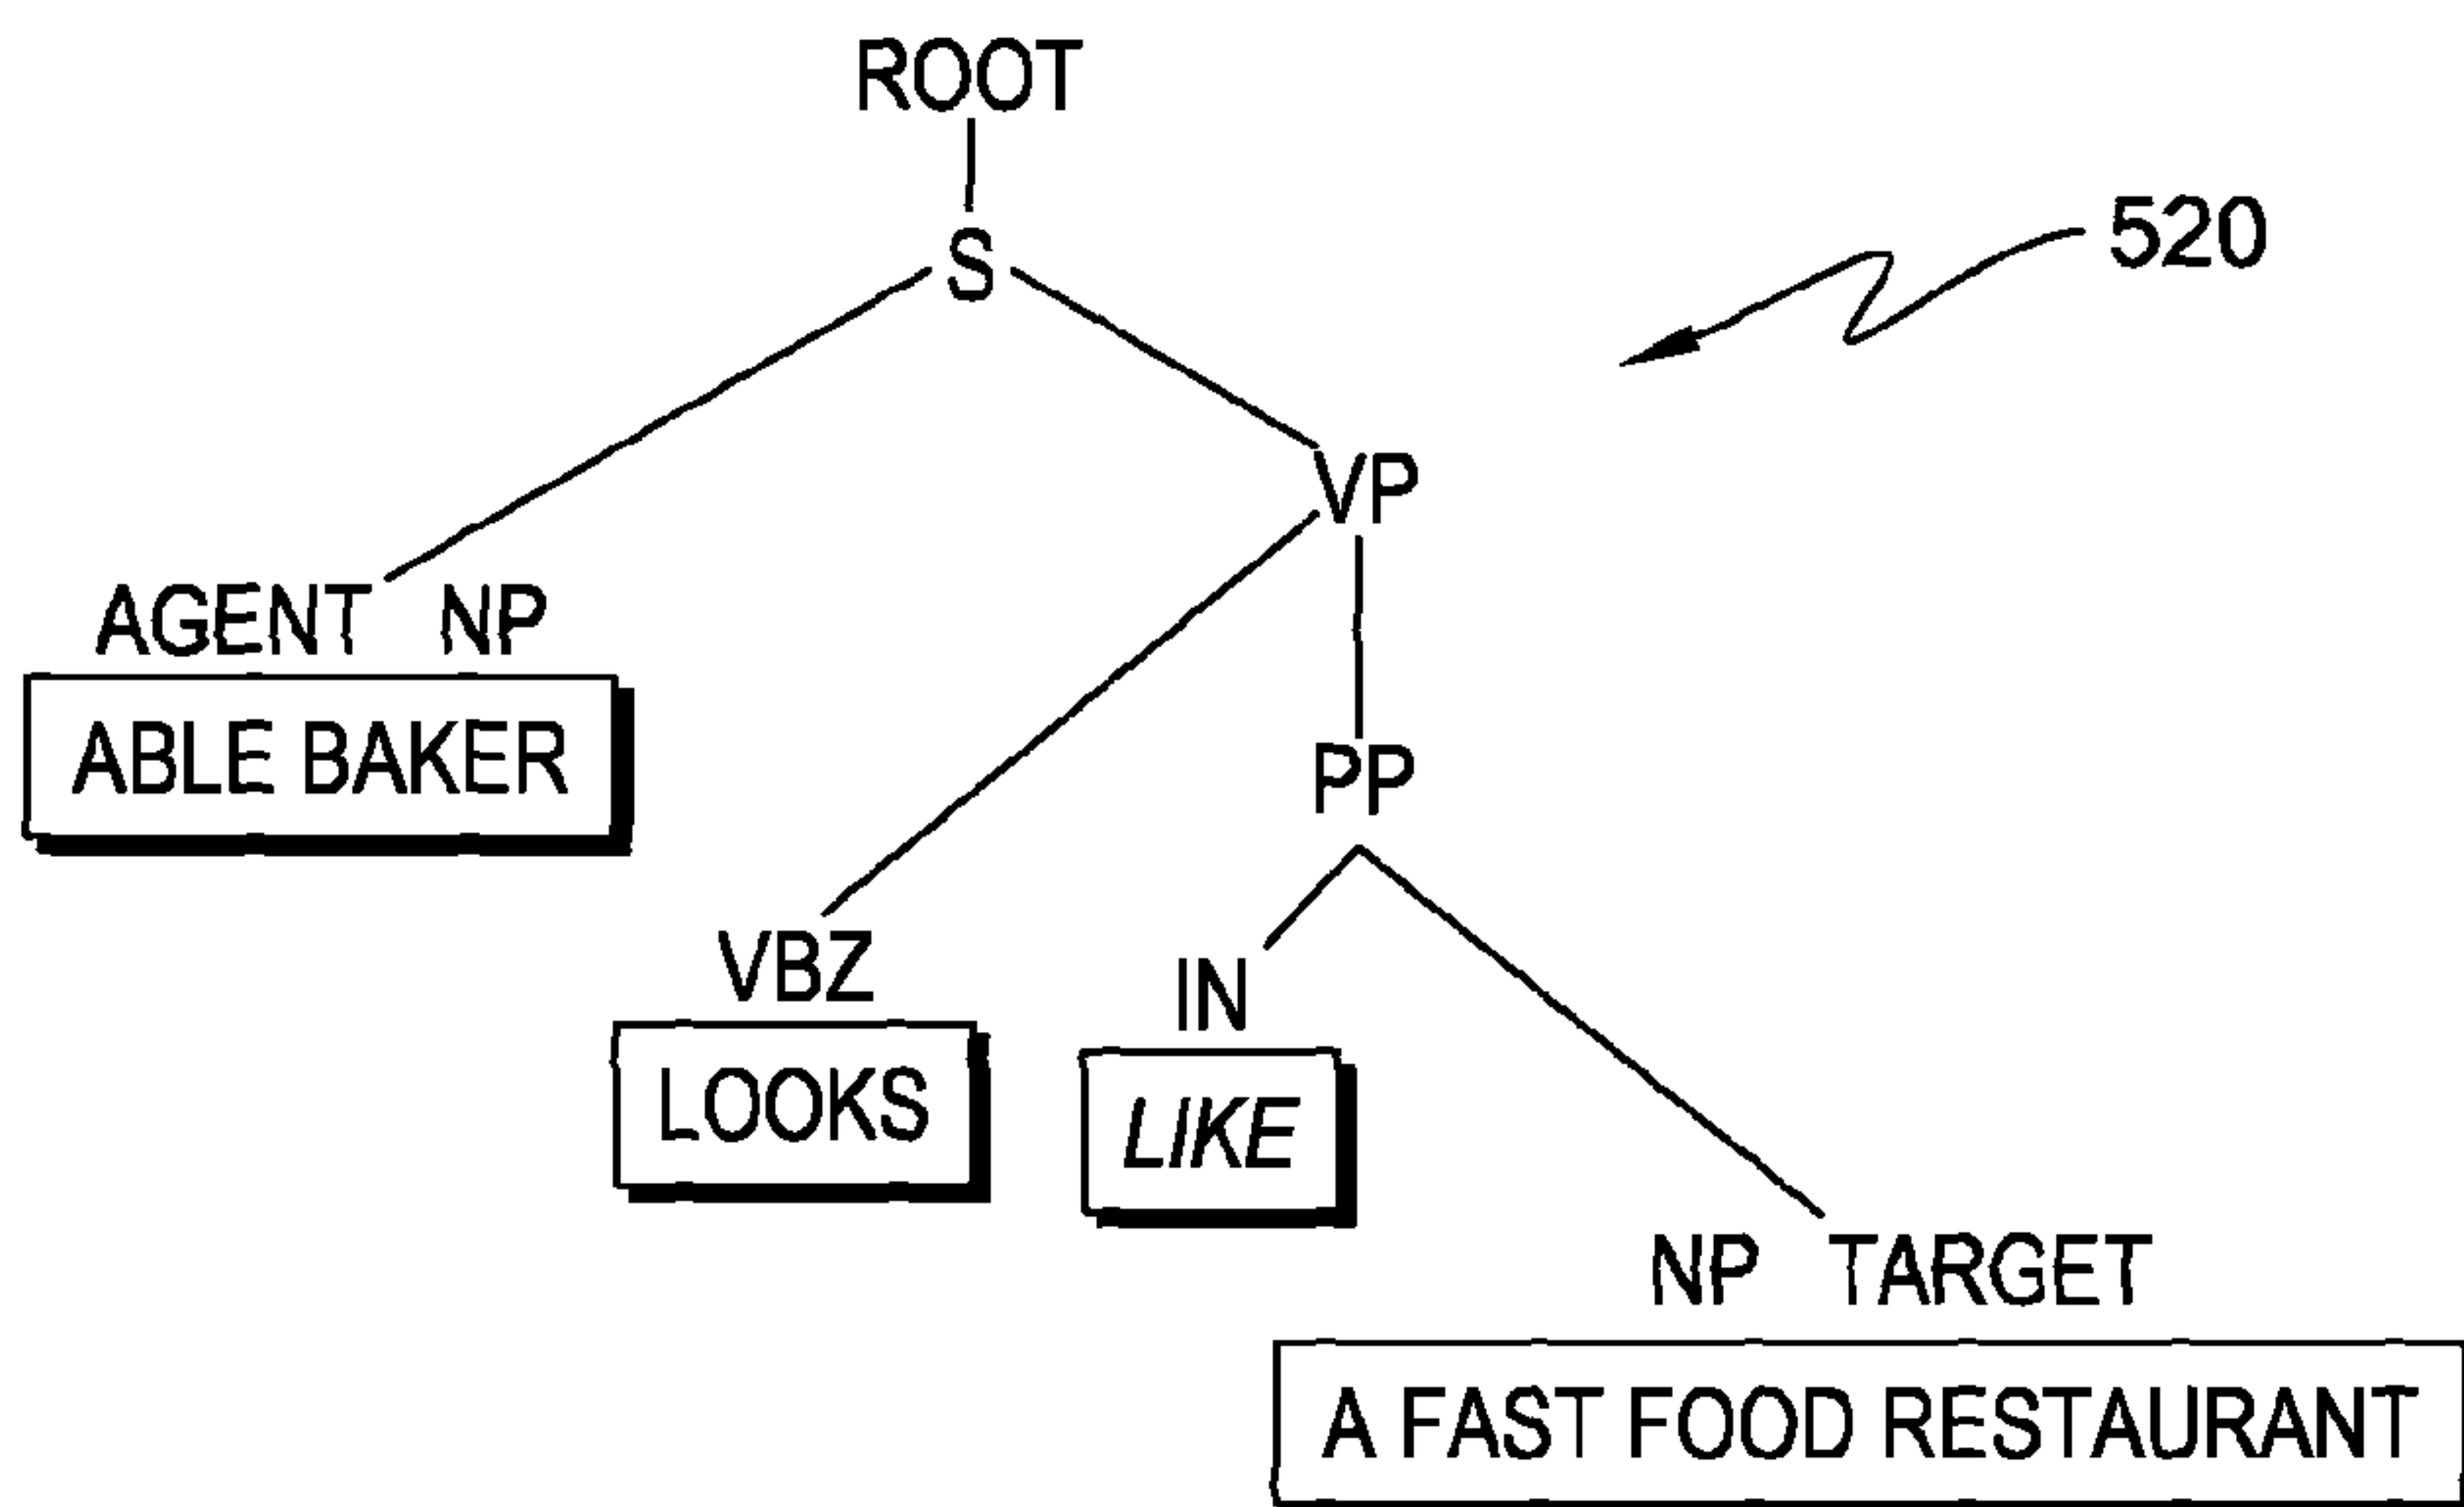 ROOT
S
520
VP
AGENT NP
ABLE BAKER
PP
VBZ
IN
LOOKS
LIKE
NP TARGET
A FAST FOOD RESTAURANT